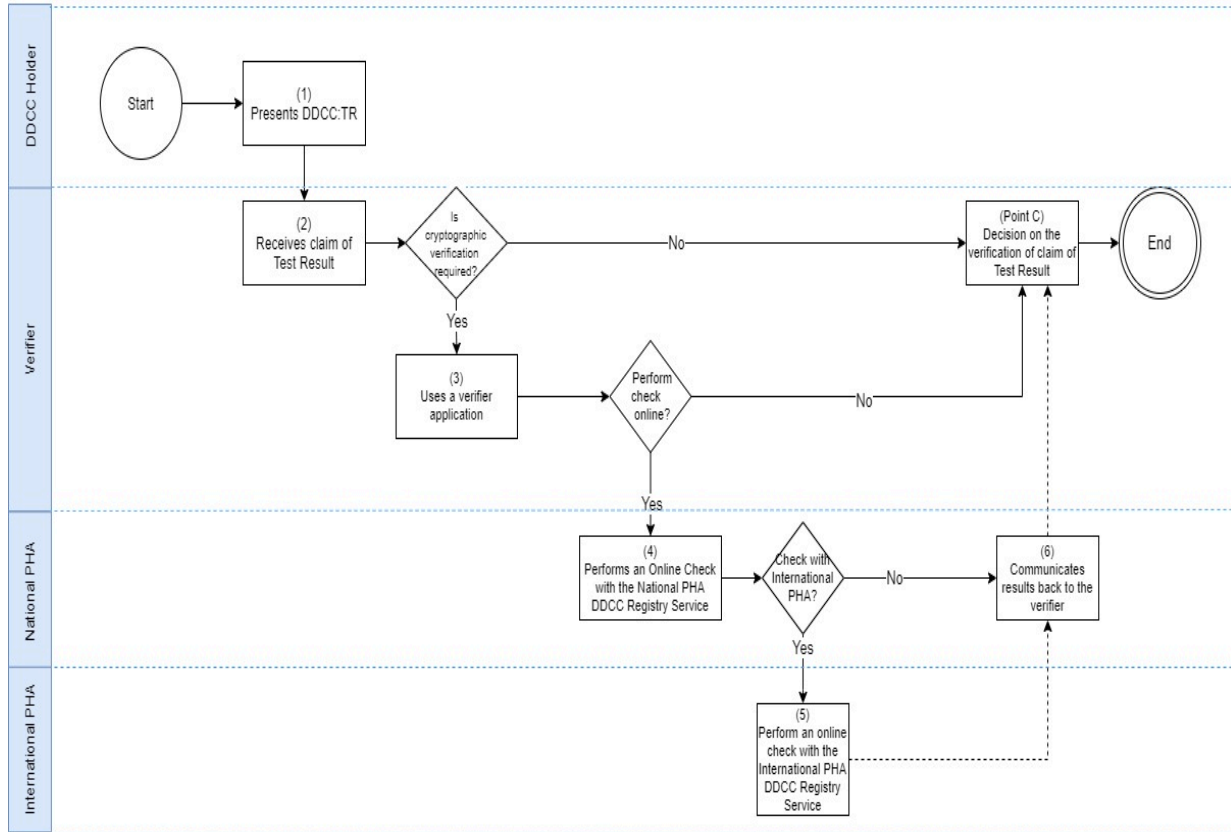 DDCC Holder
Start
(1)
Presents DDCC:TR
Verifier
(2)
Receives claim of
Test Result
Is
cryptographic
verification
required?
No
(Point C)
Decision on the
verification of claim of
Test Result
End
Yes
(3)
Uses a verifier
application
Perform
check
online?
No
Yes
National PHA
(4)
Performs an Online Check
with the National PHA
DDCC Registry Service
Check with
International
PHA?
No
(6)
Communicates
results back to the
verifier
Yes
International PHA
(5)
Perform an online
check with the
International PHA
DDCC Registry
Service